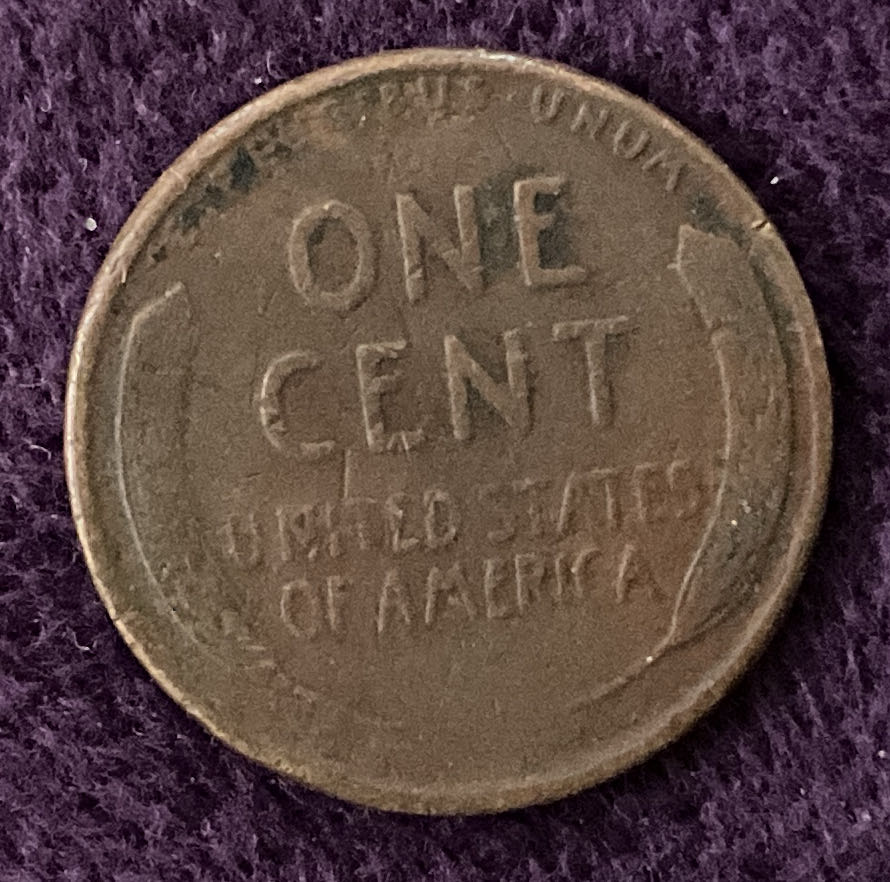 UNUM
ONE
CENT
UNITED STATES
OF AMERICA